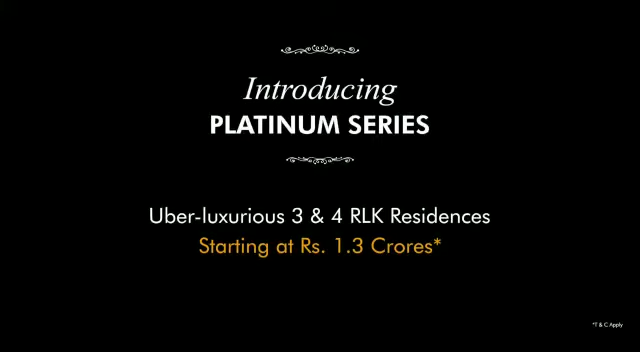 Introducing
PLATINUM SERIES
Uber-luxurious 3 & 4 RLK Residences
Starting at Rs. 1.3 Crores*
*T & C Apply